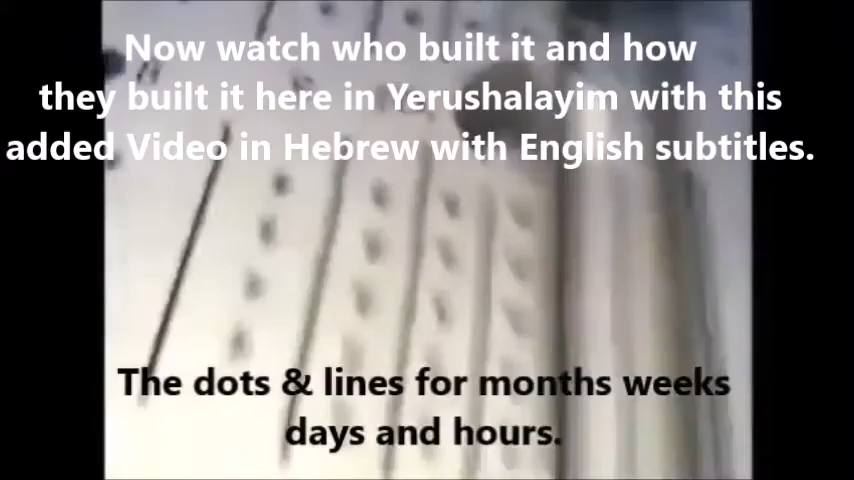 Now watch who built it and how
they built it here in Yerushalayim with this
added Video in Hebrew with English subtitles.
The dots & lines for months weeks
days and hours.